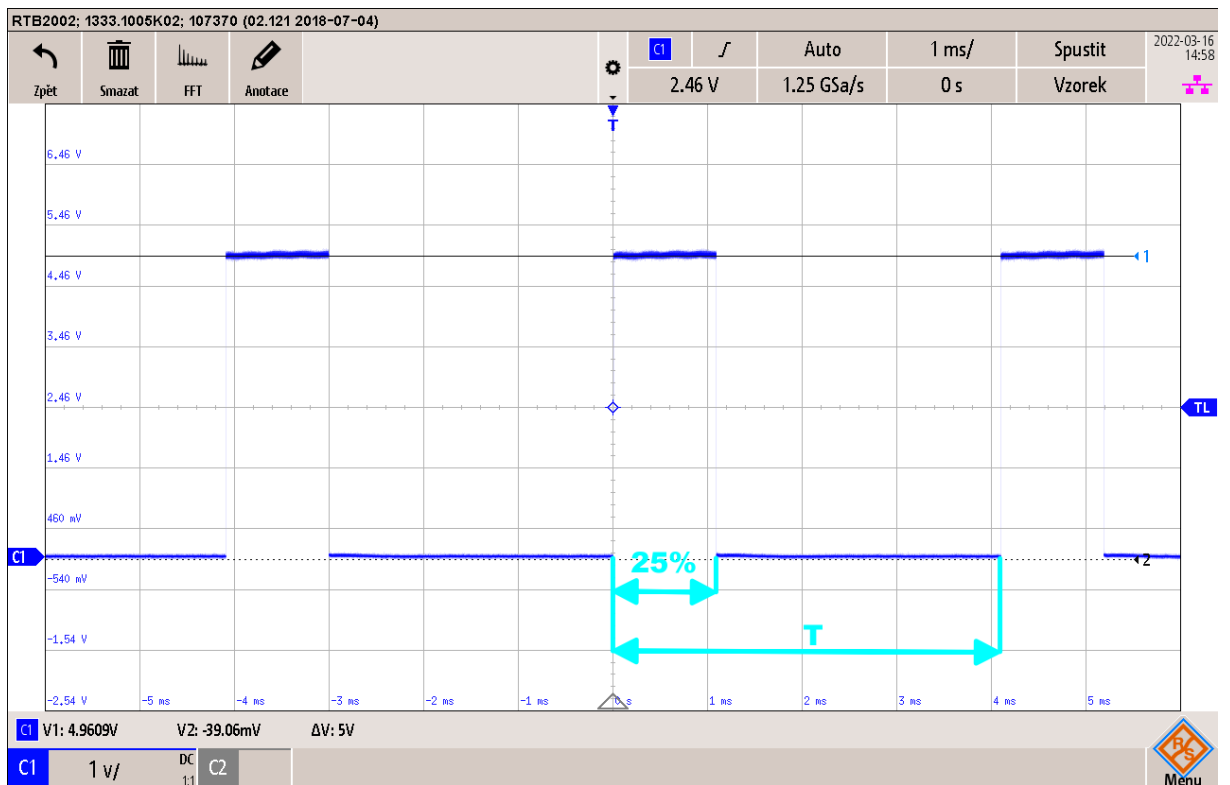 RTB2002; 1333.1005K02; 107370 (02.121 2018-07-04)
Zpět Smazat FFT Anotace
C1 Auto 1 ms/ Spustit 2022-03-16
14:58
2.46 V 1.25 GSa/s 0 s Vzorek
T
6.46 V
5.46 V
1
4.46 V
3.46 V
2.46 V
TL
1.46 V
460 mV
C1
2
25%
-540 mV
T
-1.54 V
-2.54 V -5 ms -4 ms -3 ms -2 ms -1 ms 0 s 1 ms 2 ms 3 ms 4 ms 5 ms
C1 V1: 4.9609V V2: -39.06mV ΔV: 5V
C1 1 V/ DC C2
1:1
R&S
Menu